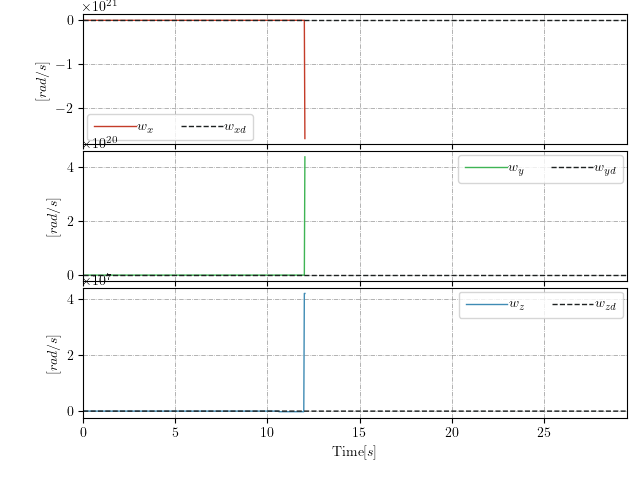 ×10²¹
0
−1
−2
[rad/s]
w_x w_xd
×10²⁰
4
2
0
[rad/s]
w_y w_yd
×10⁷
4
2
0
[rad/s]
w_z w_zd
0 5 10 15 20 25
Time[s]